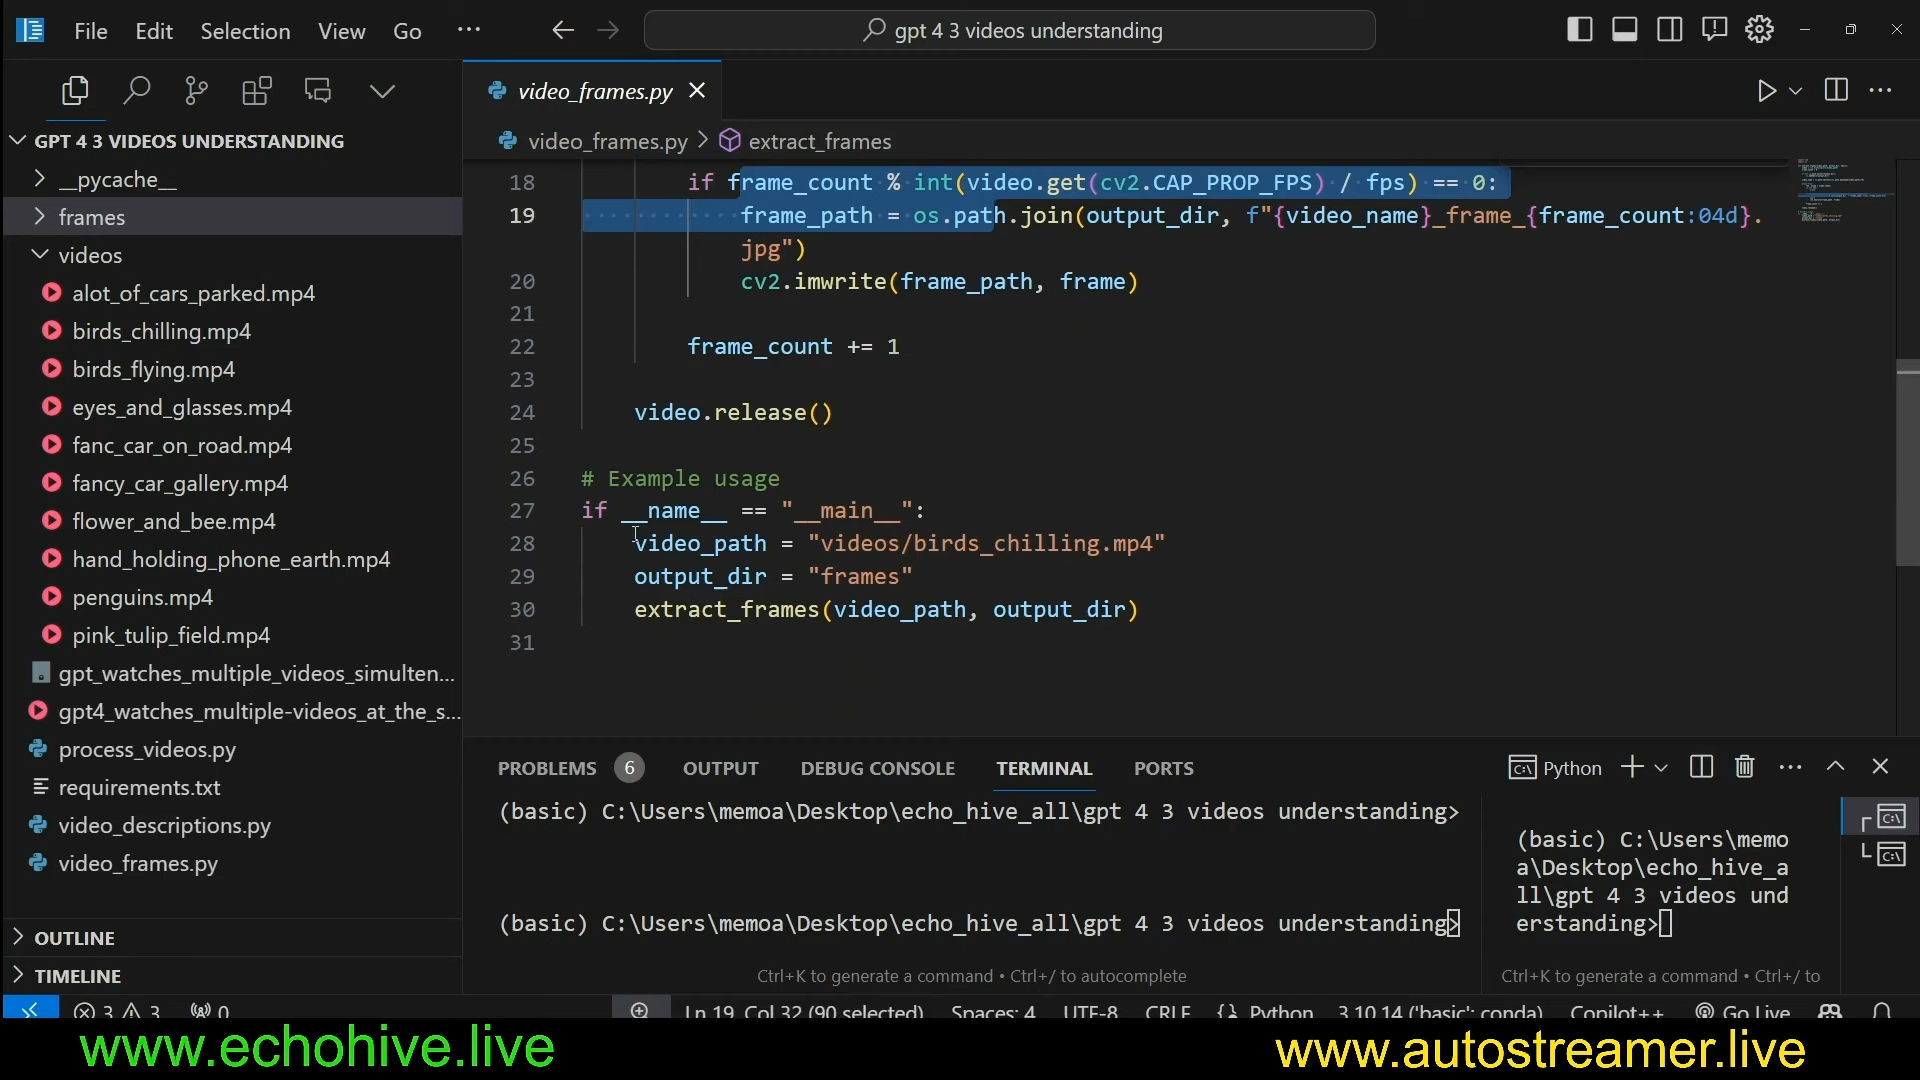 File Edit Selection View Go ···
gpt 4 3 videos understanding
video_frames.py
GPT 4 3 VIDEOS UNDERSTANDING
video_frames.py > extract_frames
__pycache__
frames
videos
alot_of_cars_parked.mp4
birds_chilling.mp4
birds_flying.mp4
eyes_and_glasses.mp4
fanc_car_on_road.mp4
fancy_car_gallery.mp4
flower_and_bee.mp4
hand_holding_phone_earth.mp4
penguins.mp4
pink_tulip_field.mp4
gpt_watches_multiple_videos_simulten...
gpt4_watches_multiple-videos_at_the_s...
process_videos.py
requirements.txt
video_descriptions.py
video_frames.py
OUTLINE
TIMELINE
18 if frame_count % int(video.get(cv2.CAP_PROP_FPS) / fps) == 0:
19 frame_path = os.path.join(output_dir, f"{video_name}_frame_{frame_count:04d}.
jpg")
20 cv2.imwrite(frame_path, frame)
21
22 frame_count += 1
23
24 video.release()
25
26 # Example usage
27 if __name__ == "__main__":
28 video_path = "videos/birds_chilling.mp4"
29 output_dir = "frames"
30 extract_frames(video_path, output_dir)
31
PROBLEMS 6 OUTPUT DEBUG CONSOLE TERMINAL PORTS
Python
(basic) C:\Users\memoa\Desktop\echo_hive_all\gpt 4 3 videos understanding>
(basic) C:\Users\memoa\Desktop\echo_hive_all\gpt 4 3 videos understanding>
Ctrl+K to generate a command • Ctrl+/ to autocomplete
(basic) C:\Users\memo
a\Desktop\echo_hive_a
ll\gpt 4 3 videos und
erstanding>
Ctrl+K to generate a command • Ctrl+/ to
3 3 0 Ln 19, Col 32 (90 selected) Spaces: 4 UTF-8 CRLF {} Python 3.10.14 ('basic': conda) Copilot++ Go Live
www.echohive.live
www.autostreamer.live